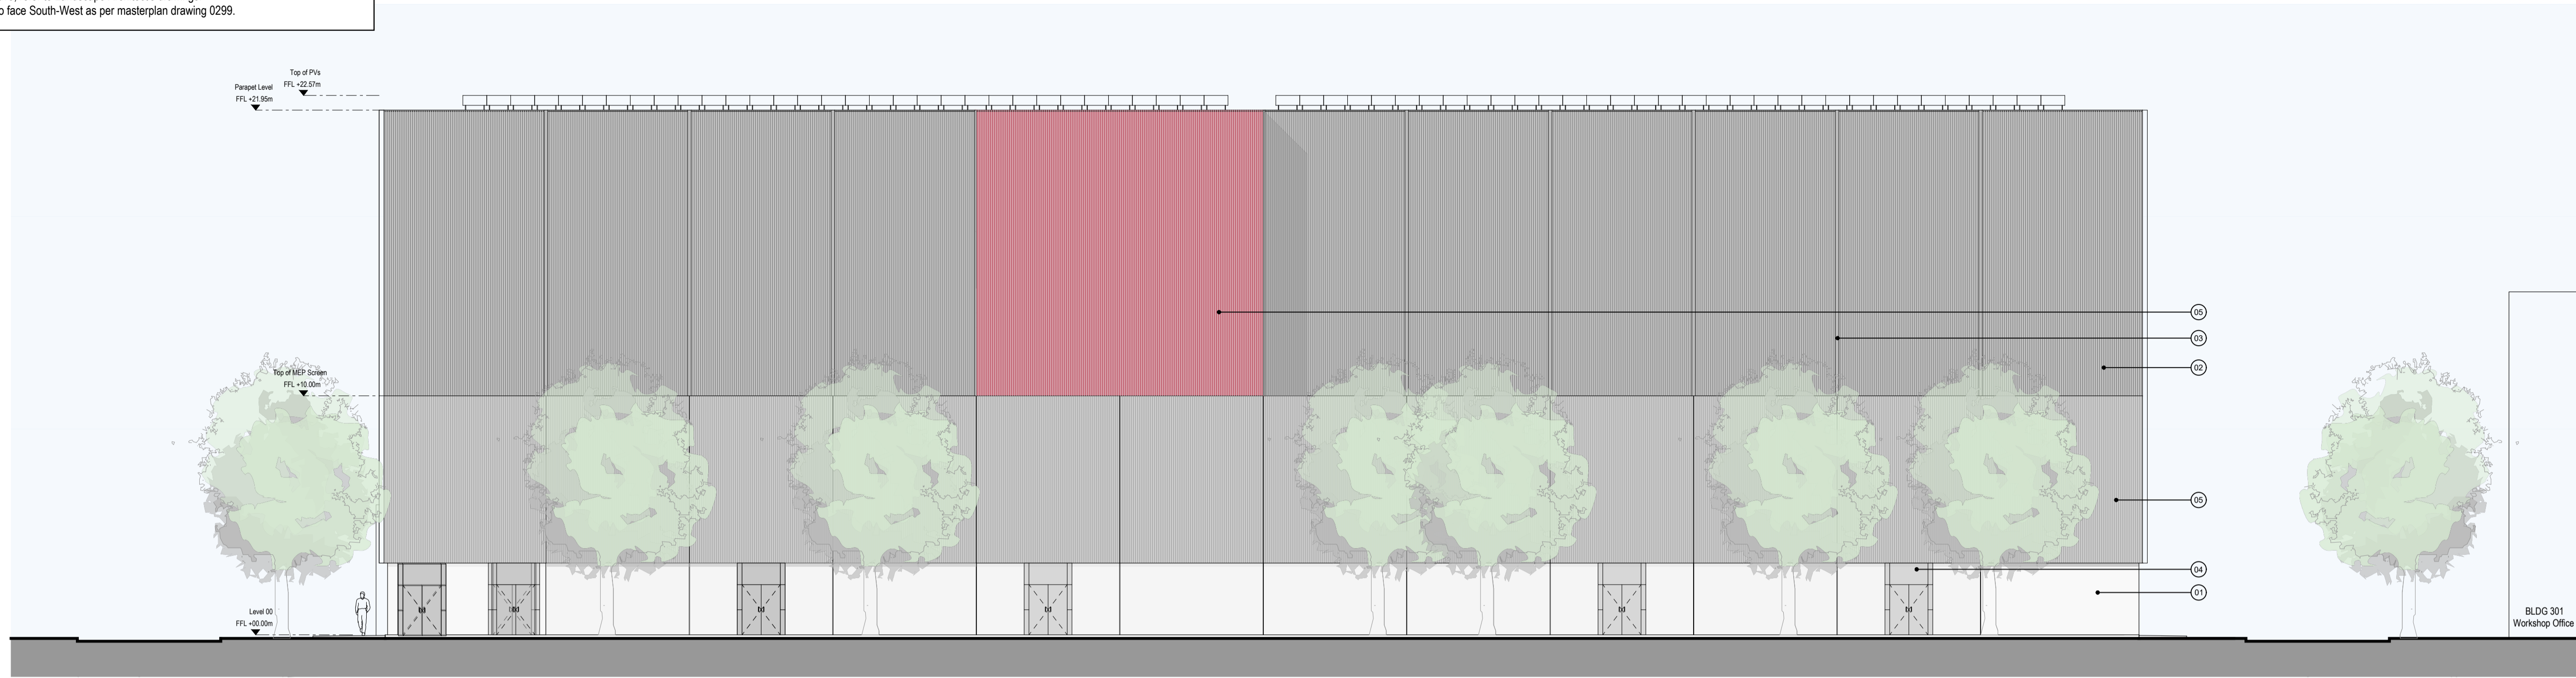 o face South-West as per masterplan drawing 0299.
Top of PVs
FFL +22.57m
Parapet Level
FFL +21.95m
05
03
02
Top of MEP Screen
FFL +10.00m
05
04
01
Level 00
FFL +00.00m
BLDG 301
Workshop Office